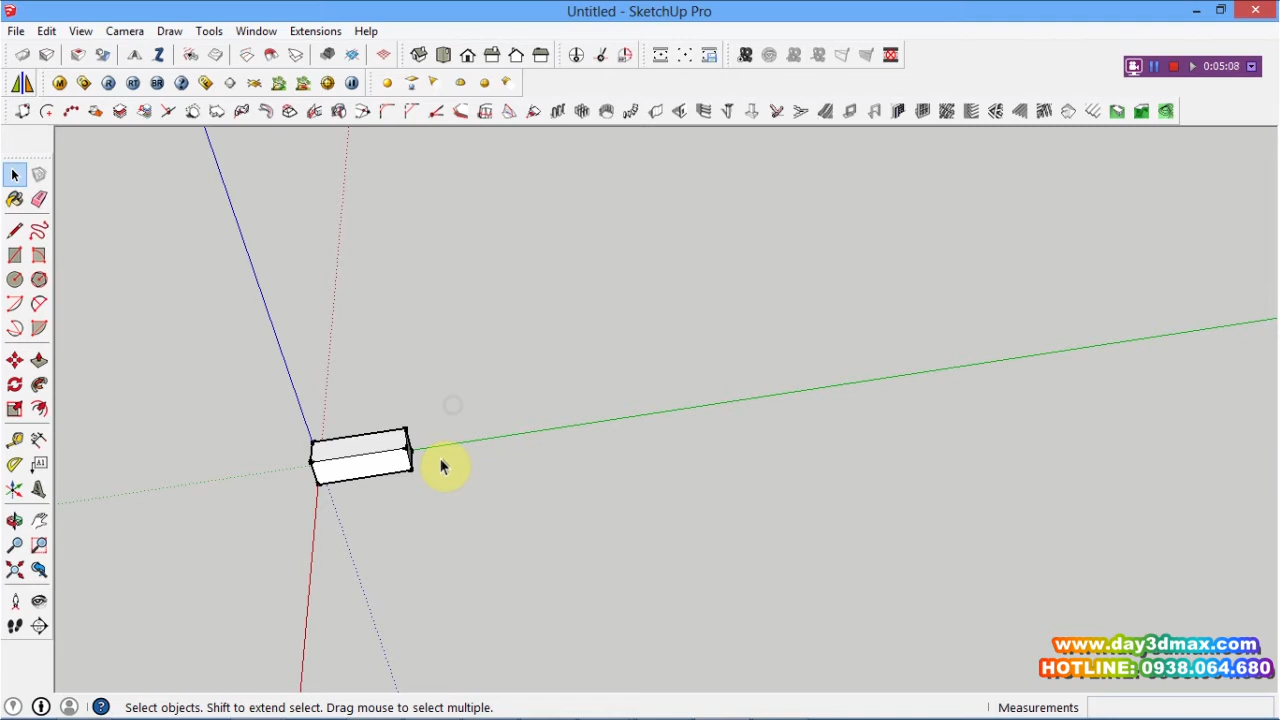 Untitled - SketchUp Pro
File Edit View Camera Draw Tools Window Extensions Help
0:05:08
www.day3dmax.com
HOTLINE: 0938.064.680
Select objects. Shift to extend select. Drag mouse to select multiple.
Measurements